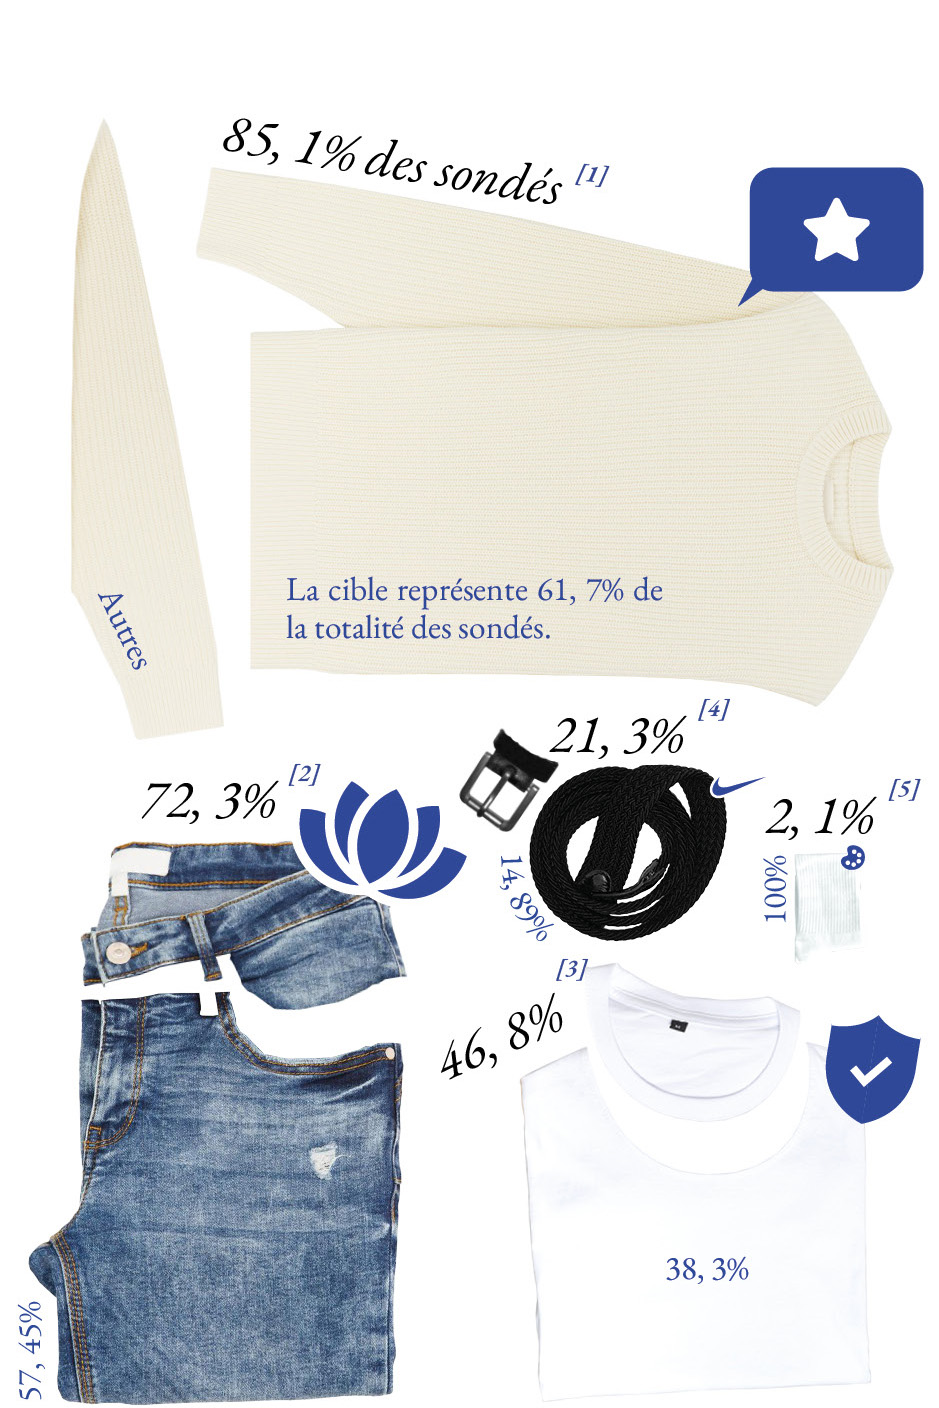 85, 1% des sondés [1]
Autres
La cible représente 61, 7% de
la totalité des sondés.
72, 3% [2]
21, 3% [4]
14, 89%
2, 1% [5]
100%
46, 8% [3]
38, 3%
57, 45%